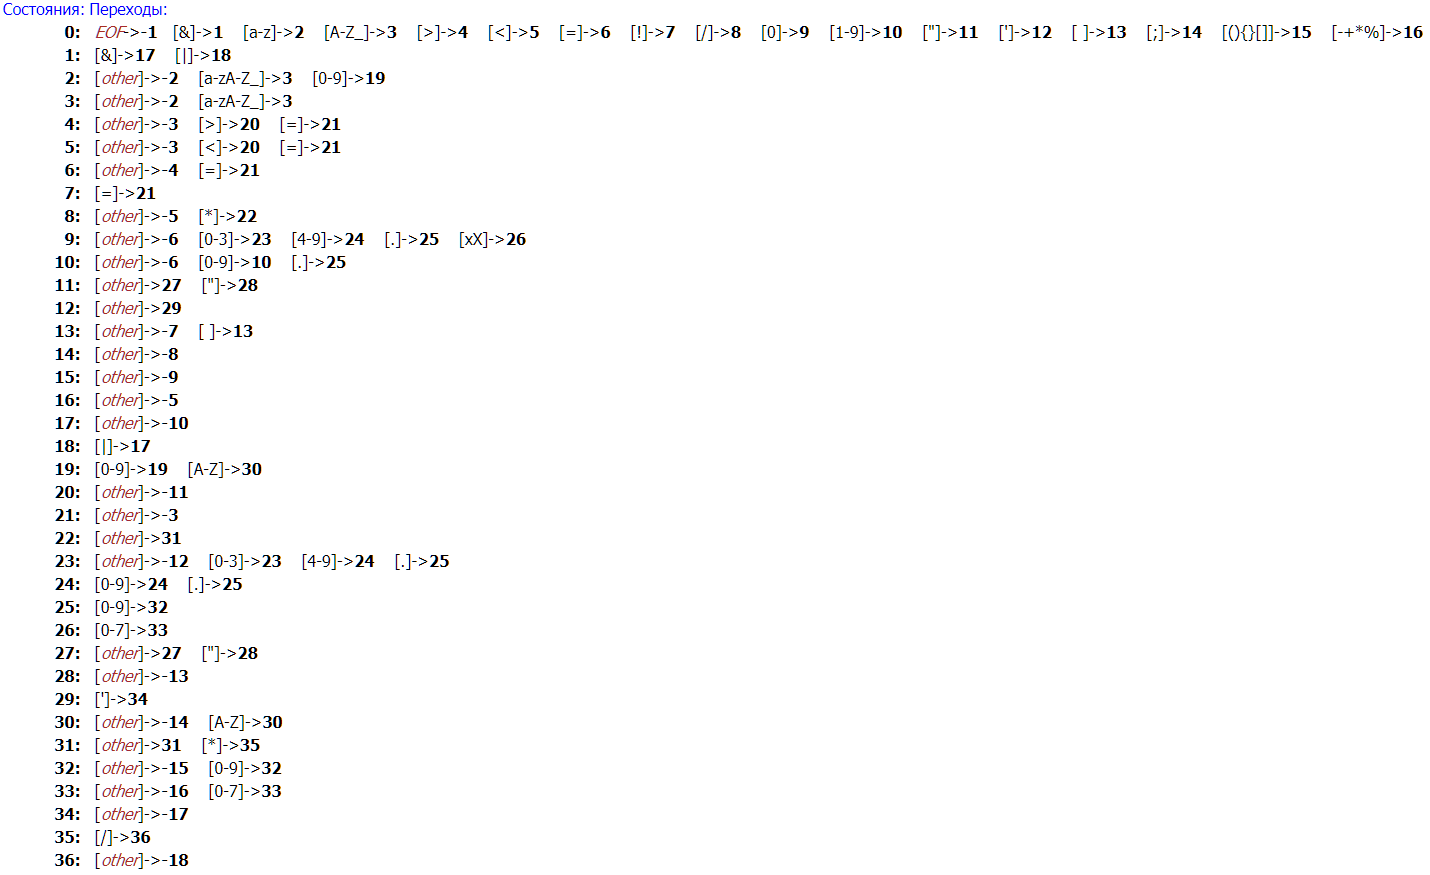 Состояния: Переходы:
0: EOF->-1 [&]->1 [a-z]->2 [A-Z_]->3 [>]->4 [<]->5 [=]->6 [!]->7 [/]->8 [0]->9 [1-9]->10 ["]->11 [']->12 [ ]->13 [;]->14 [(){}[]]->15 [-+*%]->16
1: [&]->17 [|]->18
2: [other]->-2 [a-zA-Z_]->3 [0-9]->19
3: [other]->-2 [a-zA-Z_]->3
4: [other]->-3 [>]->20 [=]->21
5: [other]->-3 [<]->20 [=]->21
6: [other]->-4 [=]->21
7: [=]->21
8: [other]->-5 [*]->22
9: [other]->-6 [0-3]->23 [4-9]->24 [.]->25 [xX]->26
10: [other]->-6 [0-9]->10 [.]->25
11: [other]->27 ["]->28
12: [other]->29
13: [other]->-7 [ ]->13
14: [other]->-8
15: [other]->-9
16: [other]->-5
17: [other]->-10
18: [|]->17
19: [0-9]->19 [A-Z]->30
20: [other]->-11
21: [other]->-3
22: [other]->31
23: [other]->-12 [0-3]->23 [4-9]->24 [.]->25
24: [0-9]->24 [.]->25
25: [0-9]->32
26: [0-7]->33
27: [other]->27 ["]->28
28: [other]->-13
29: [']->34
30: [other]->-14 [A-Z]->30
31: [other]->31 [*]->35
32: [other]->-15 [0-9]->32
33: [other]->-16 [0-7]->33
34: [other]->-17
35: [/]->36
36: [other]->-18